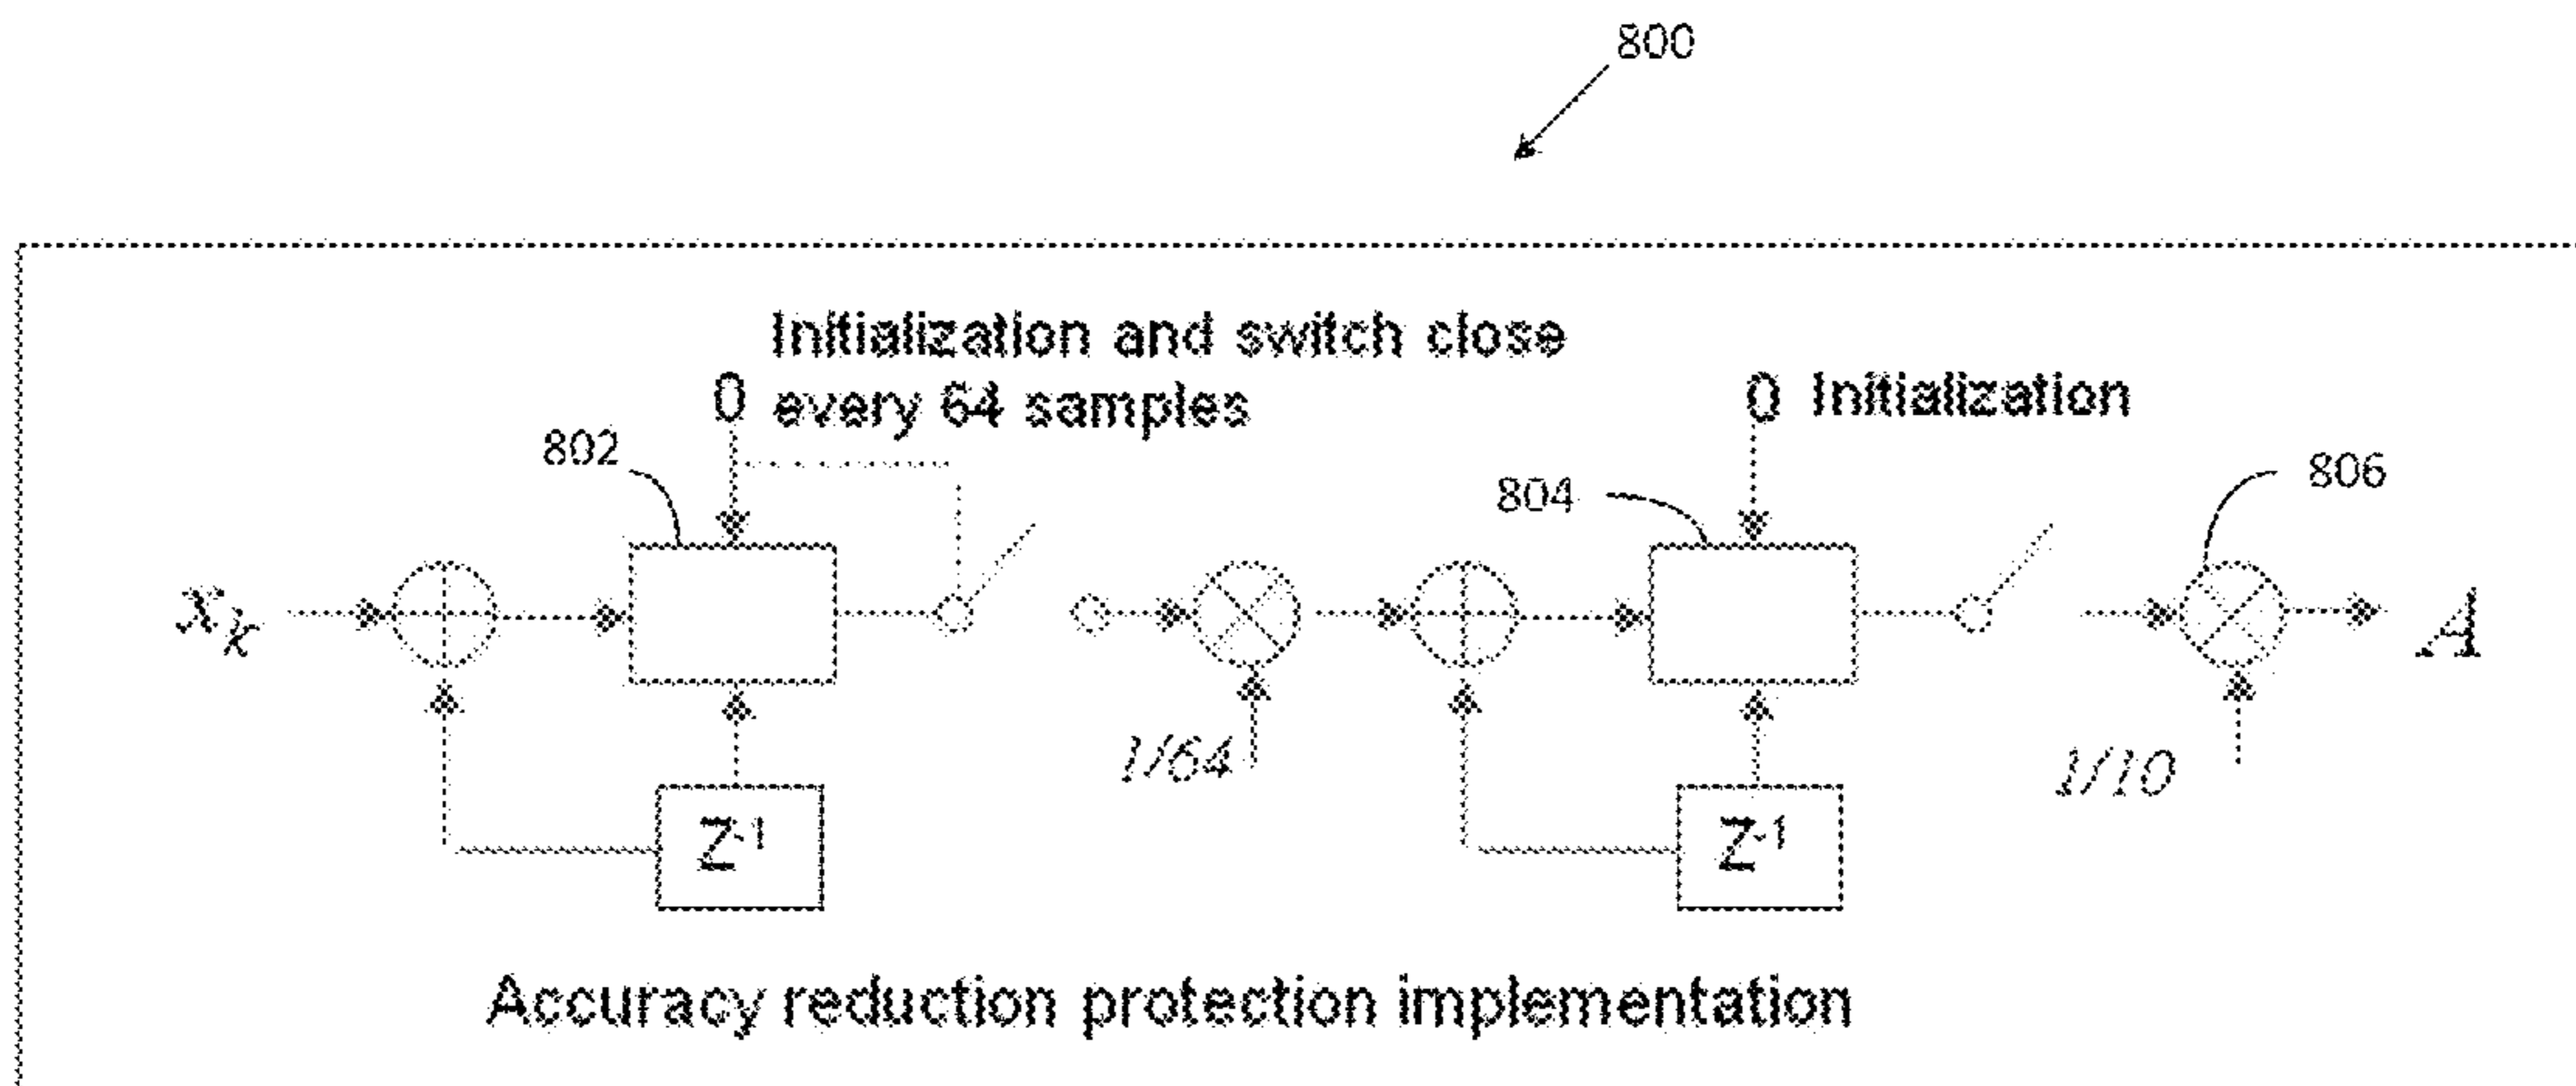 800
Initialization and switch close
0 every 64 samples
0 Initialization
802
804
806
x_k
A
1/64
1/10
Z^-1
Z^-1
Accuracy reduction protection implementation